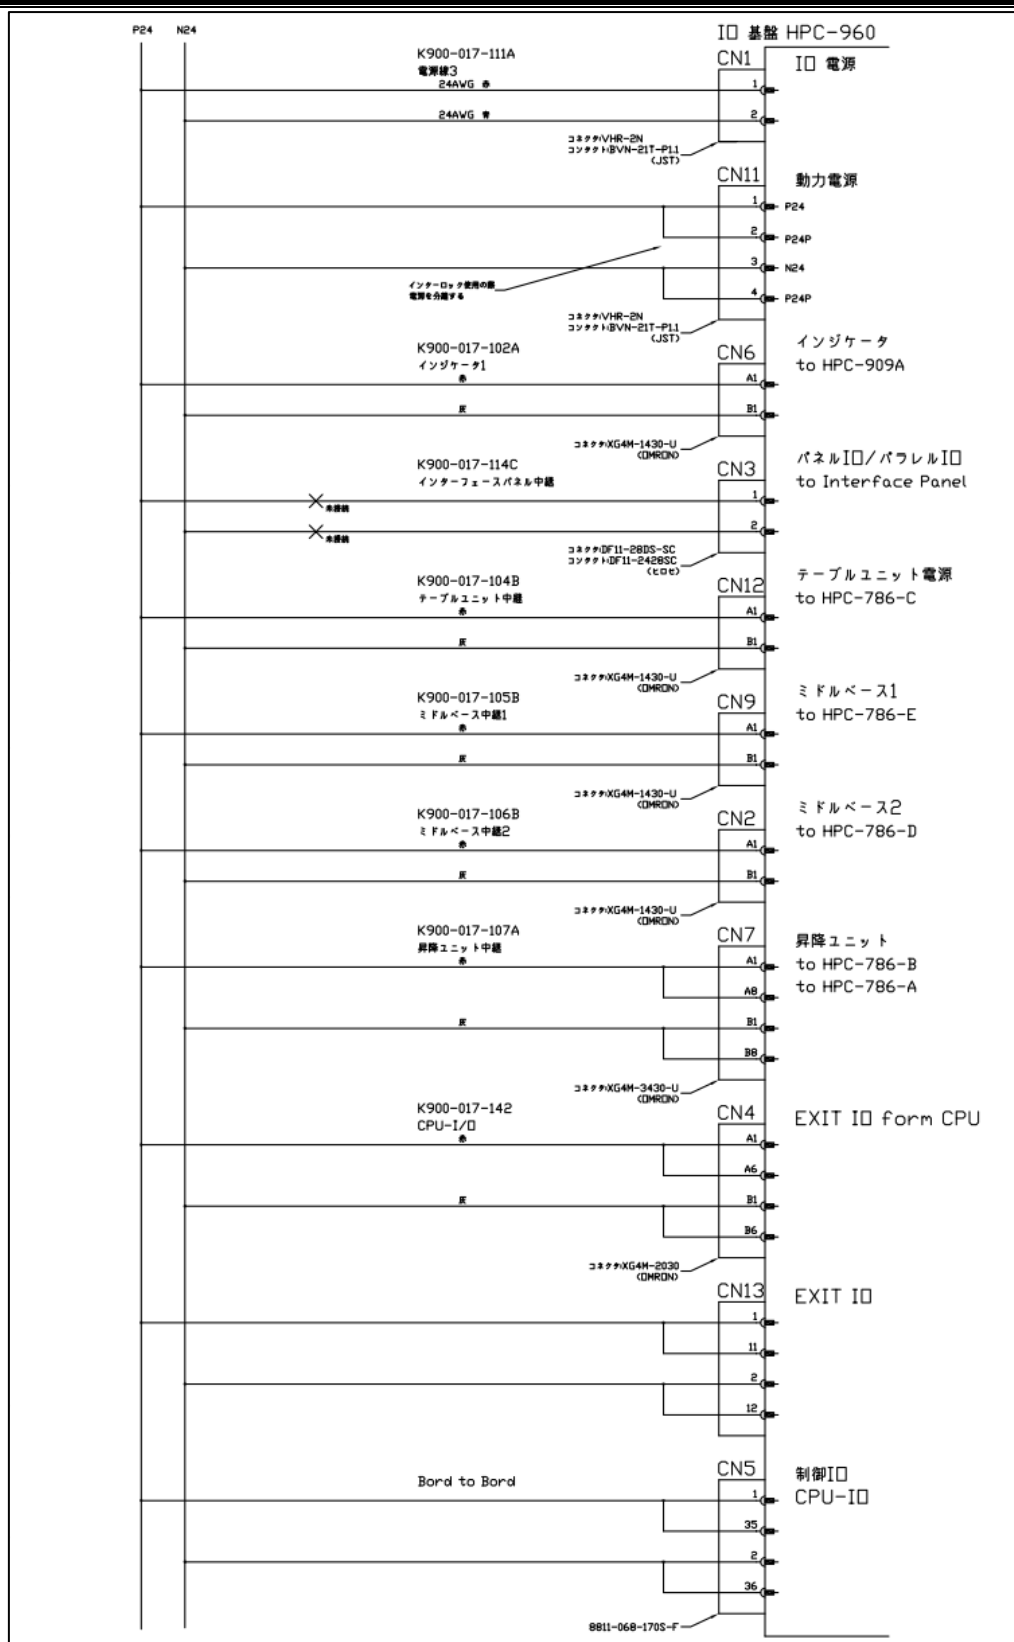 P24 N24
IO 基盤 HPC-960
K900-017-111A
電源線3
CN1
IO 電源
24AWG 赤
1
24AWG 青
2
コネクタ:VHR-2N
コンタクト:BVN-21T-P1.1
(JST)
CN11
動力電源
1 P24
2 P24P
3 N24
4 P24P
インターロック使用の際
電源を分離する
コネクタ:VHR-2N
コンタクト:BVN-21T-P1.1
(JST)
K900-017-102A
インジケータ1
CN6
インジケータ
to HPC-909A
赤
A1
灰
B1
コネクタ:XG4M-1430-U
(OMRON)
K900-017-114C
インターフェースパネル中継
CN3
パネルIO/パラレルIO
to Interface Panel
1
未接続
2
未接続
コネクタ:DF11-28DS-SC
コンタクト:DF11-2428SC
(ヒロセ)
K900-017-104B
テーブルユニット中継
CN12
テーブルユニット電源
to HPC-786-C
赤
A1
灰
B1
コネクタ:XG4M-1430-U
(OMRON)
K900-017-105B
ミドルベース中継1
CN9
ミドルベース1
to HPC-786-E
赤
A1
灰
B1
コネクタ:XG4M-1430-U
(OMRON)
K900-017-106B
ミドルベース中継2
CN2
ミドルベース2
to HPC-786-D
赤
A1
灰
B1
コネクタ:XG4M-1430-U
(OMRON)
K900-017-107A
昇降ユニット中継
CN7
昇降ユニット
to HPC-786-B
to HPC-786-A
赤
A1
A8
灰
B1
B8
コネクタ:XG4M-3430-U
(OMRON)
K900-017-142
CPU-I/O
CN4
EXIT IO form CPU
赤
A1
A6
灰
B1
B6
コネクタ:XG4M-2030
(OMRON)
CN13
EXIT IO
1
11
2
12
Bord to Bord
CN5
制御IO
CPU-IO
1
35
2
36
8811-068-170S-F